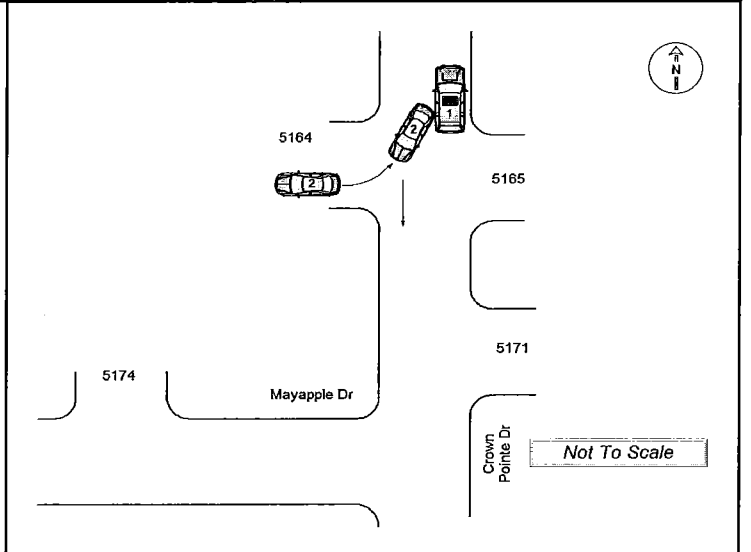 N
1
2
5164
2
5165
5171
5174
Mayapple Dr
Crown
Pointe Dr
Not To Scale